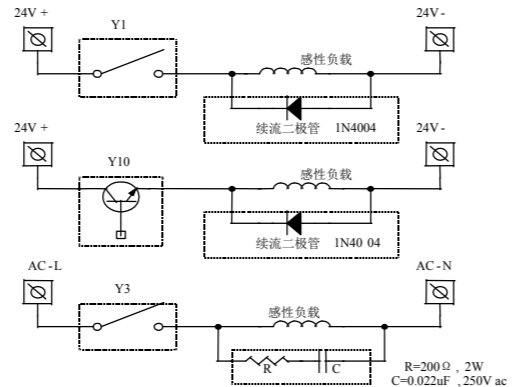 24V + Y1 24V -
感性负载
续流二极管 1N4004
24V + Y10 24V -
感性负载
续流二极管 1N40 04
AC -L Y3 AC -N
感性负载
R C
R=200Ω , 2W
C=0.022uF , 250V ac